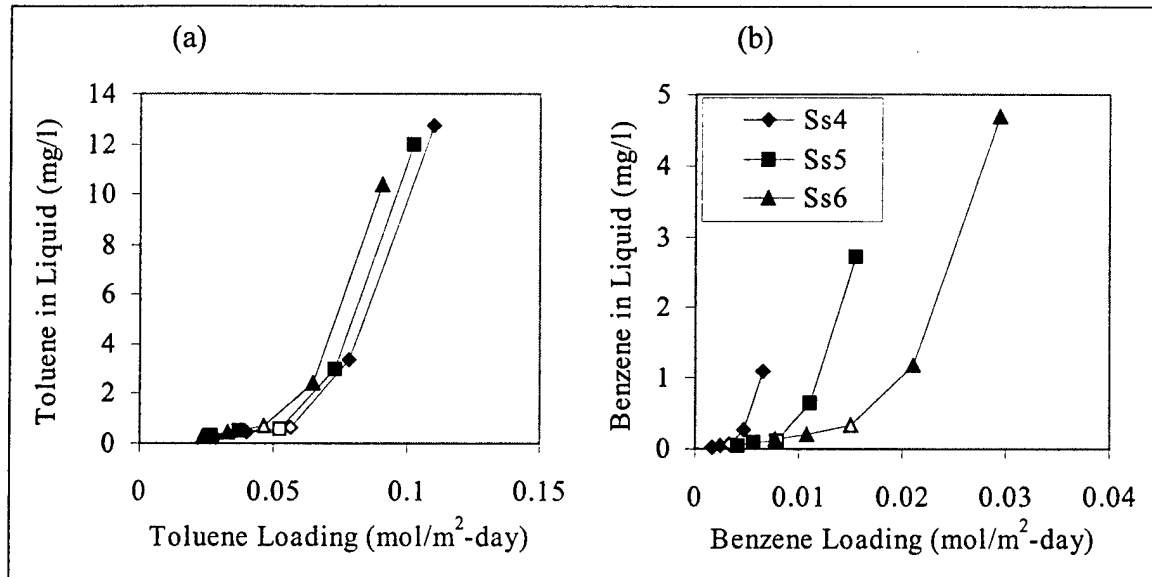 (a)
14
12
10
8
6
4
2
0
0
0.05
0.1
0.15
Toluene in Liquid (mg/l)
Toluene Loading (mol/m²-day)
(b)
5
4
3
2
1
0
0
0.01
0.02
0.03
0.04
Benzene in Liquid (mg/l)
Benzene Loading (mol/m²-day)
Ss4
Ss5
Ss6